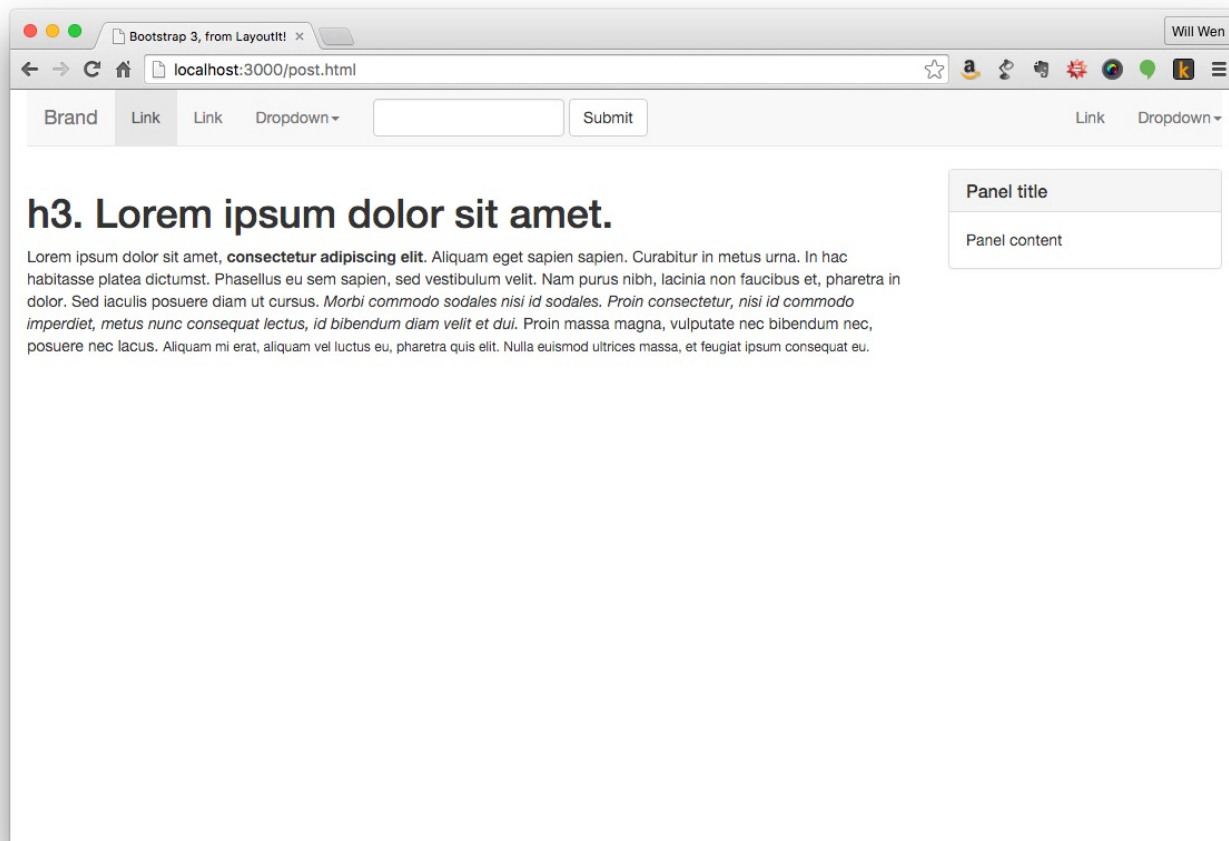 Bootstrap 3, from LayoutIt!
Will Wen
localhost:3000/post.html
Brand Link Link Dropdown Submit Link Dropdown
Panel title
Panel content
h3. Lorem ipsum dolor sit amet.
Lorem ipsum dolor sit amet, consectetur adipiscing elit. Aliquam eget sapien sapien. Curabitur in metus urna. In hac
habitasse platea dictumst. Phasellus eu sem sapien, sed vestibulum velit. Nam purus nibh, lacinia non faucibus et, pharetra in
dolor. Sed iaculis posuere diam ut cursus. Morbi commodo sodales nisi id sodales. Proin consectetur, nisi id commodo
imperdiet, metus nunc consequat lectus, id bibendum diam velit et dui. Proin massa magna, vulputate nec bibendum nec,
posuere nec lacus. Aliquam mi erat, aliquam vel luctus eu, pharetra quis elit. Nulla euismod ultrices massa, et feugiat ipsum consequat eu.